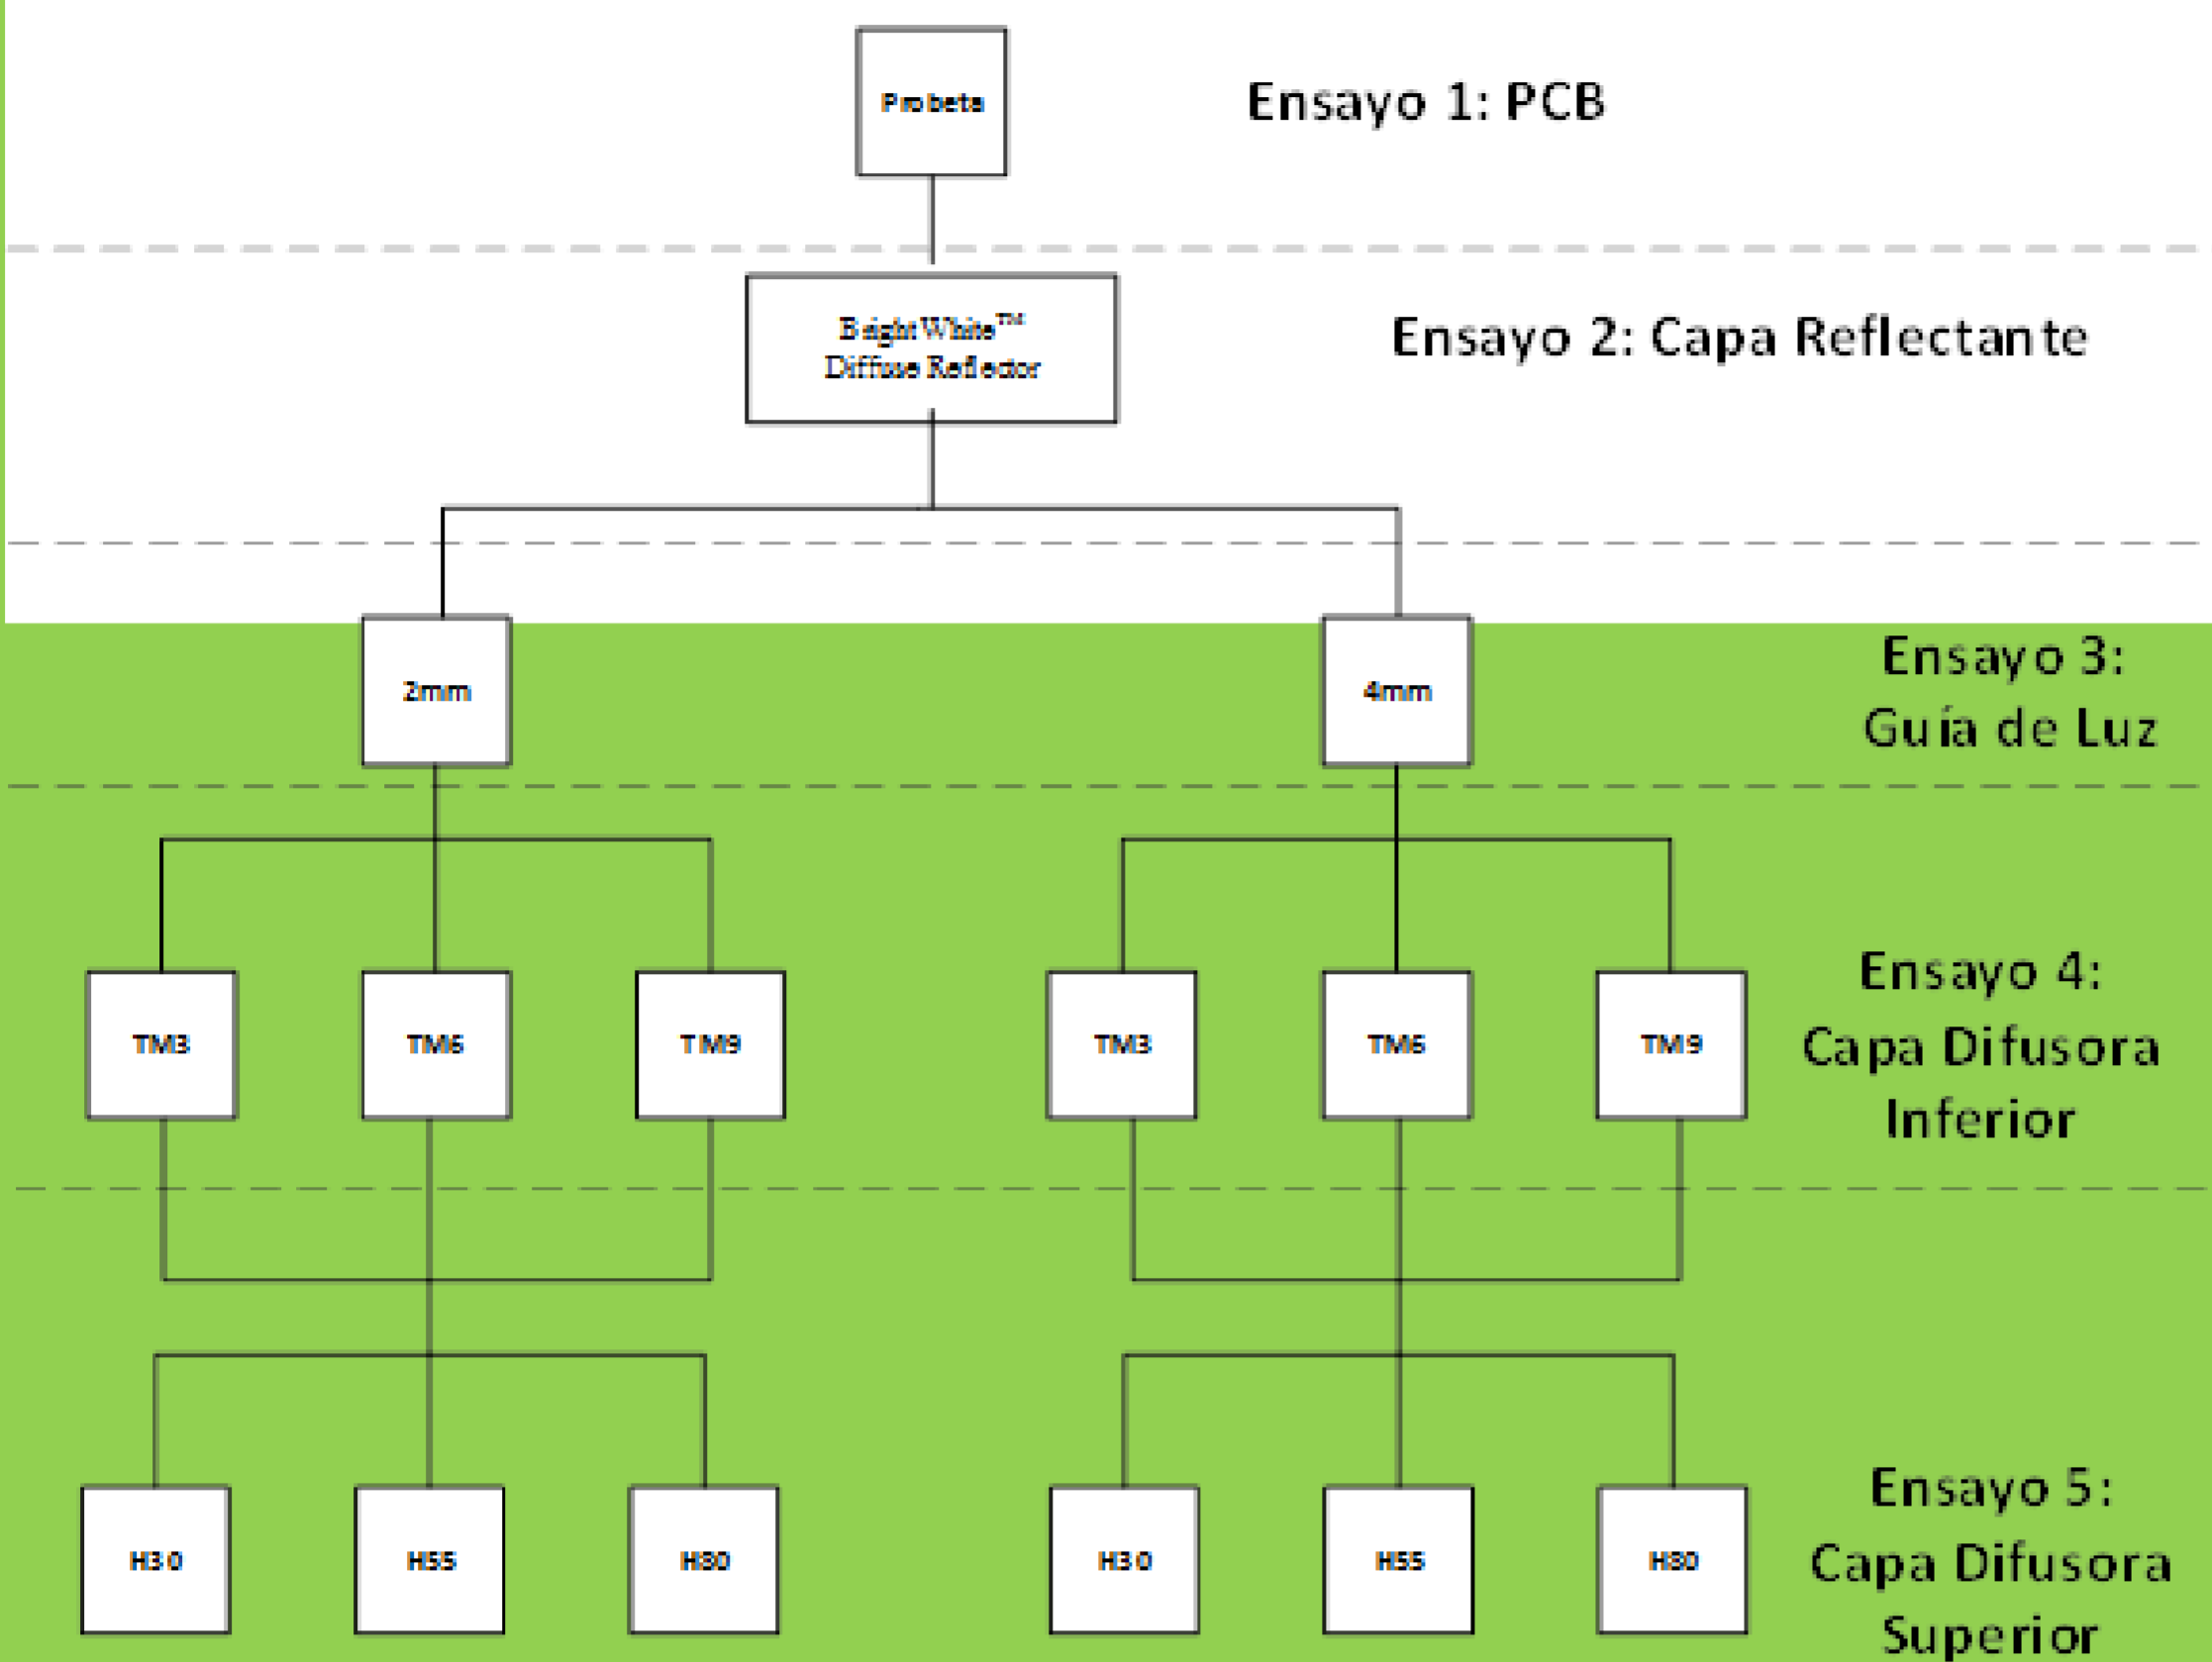 Probeta
Ensayo 1: PCB
BrightWhite™
Diffuse Reflector
Ensayo 2: Capa Reflectante
2mm
4mm
Ensayo 3:
Guía de Luz
TM3
TM6
TM9
TM3
TM6
TM9
Ensayo 4:
Capa Difusora
Inferior
H30
H55
H80
H30
H55
H80
Ensayo 5:
Capa Difusora
Superior